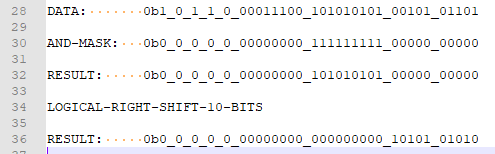 28 DATA: 0b1_0_1_1_0_00011100_101010101_00101_01101
29
30 AND-MASK: 0b0_0_0_0_0_00000000_111111111_00000_00000
31
32 RESULT: 0b0_0_0_0_0_00000000_101010101_00000_00000
33
34 LOGICAL-RIGHT-SHIFT-10-BITS
35
36 RESULT: 0b0_0_0_0_0_00000000_000000000_10101_01010